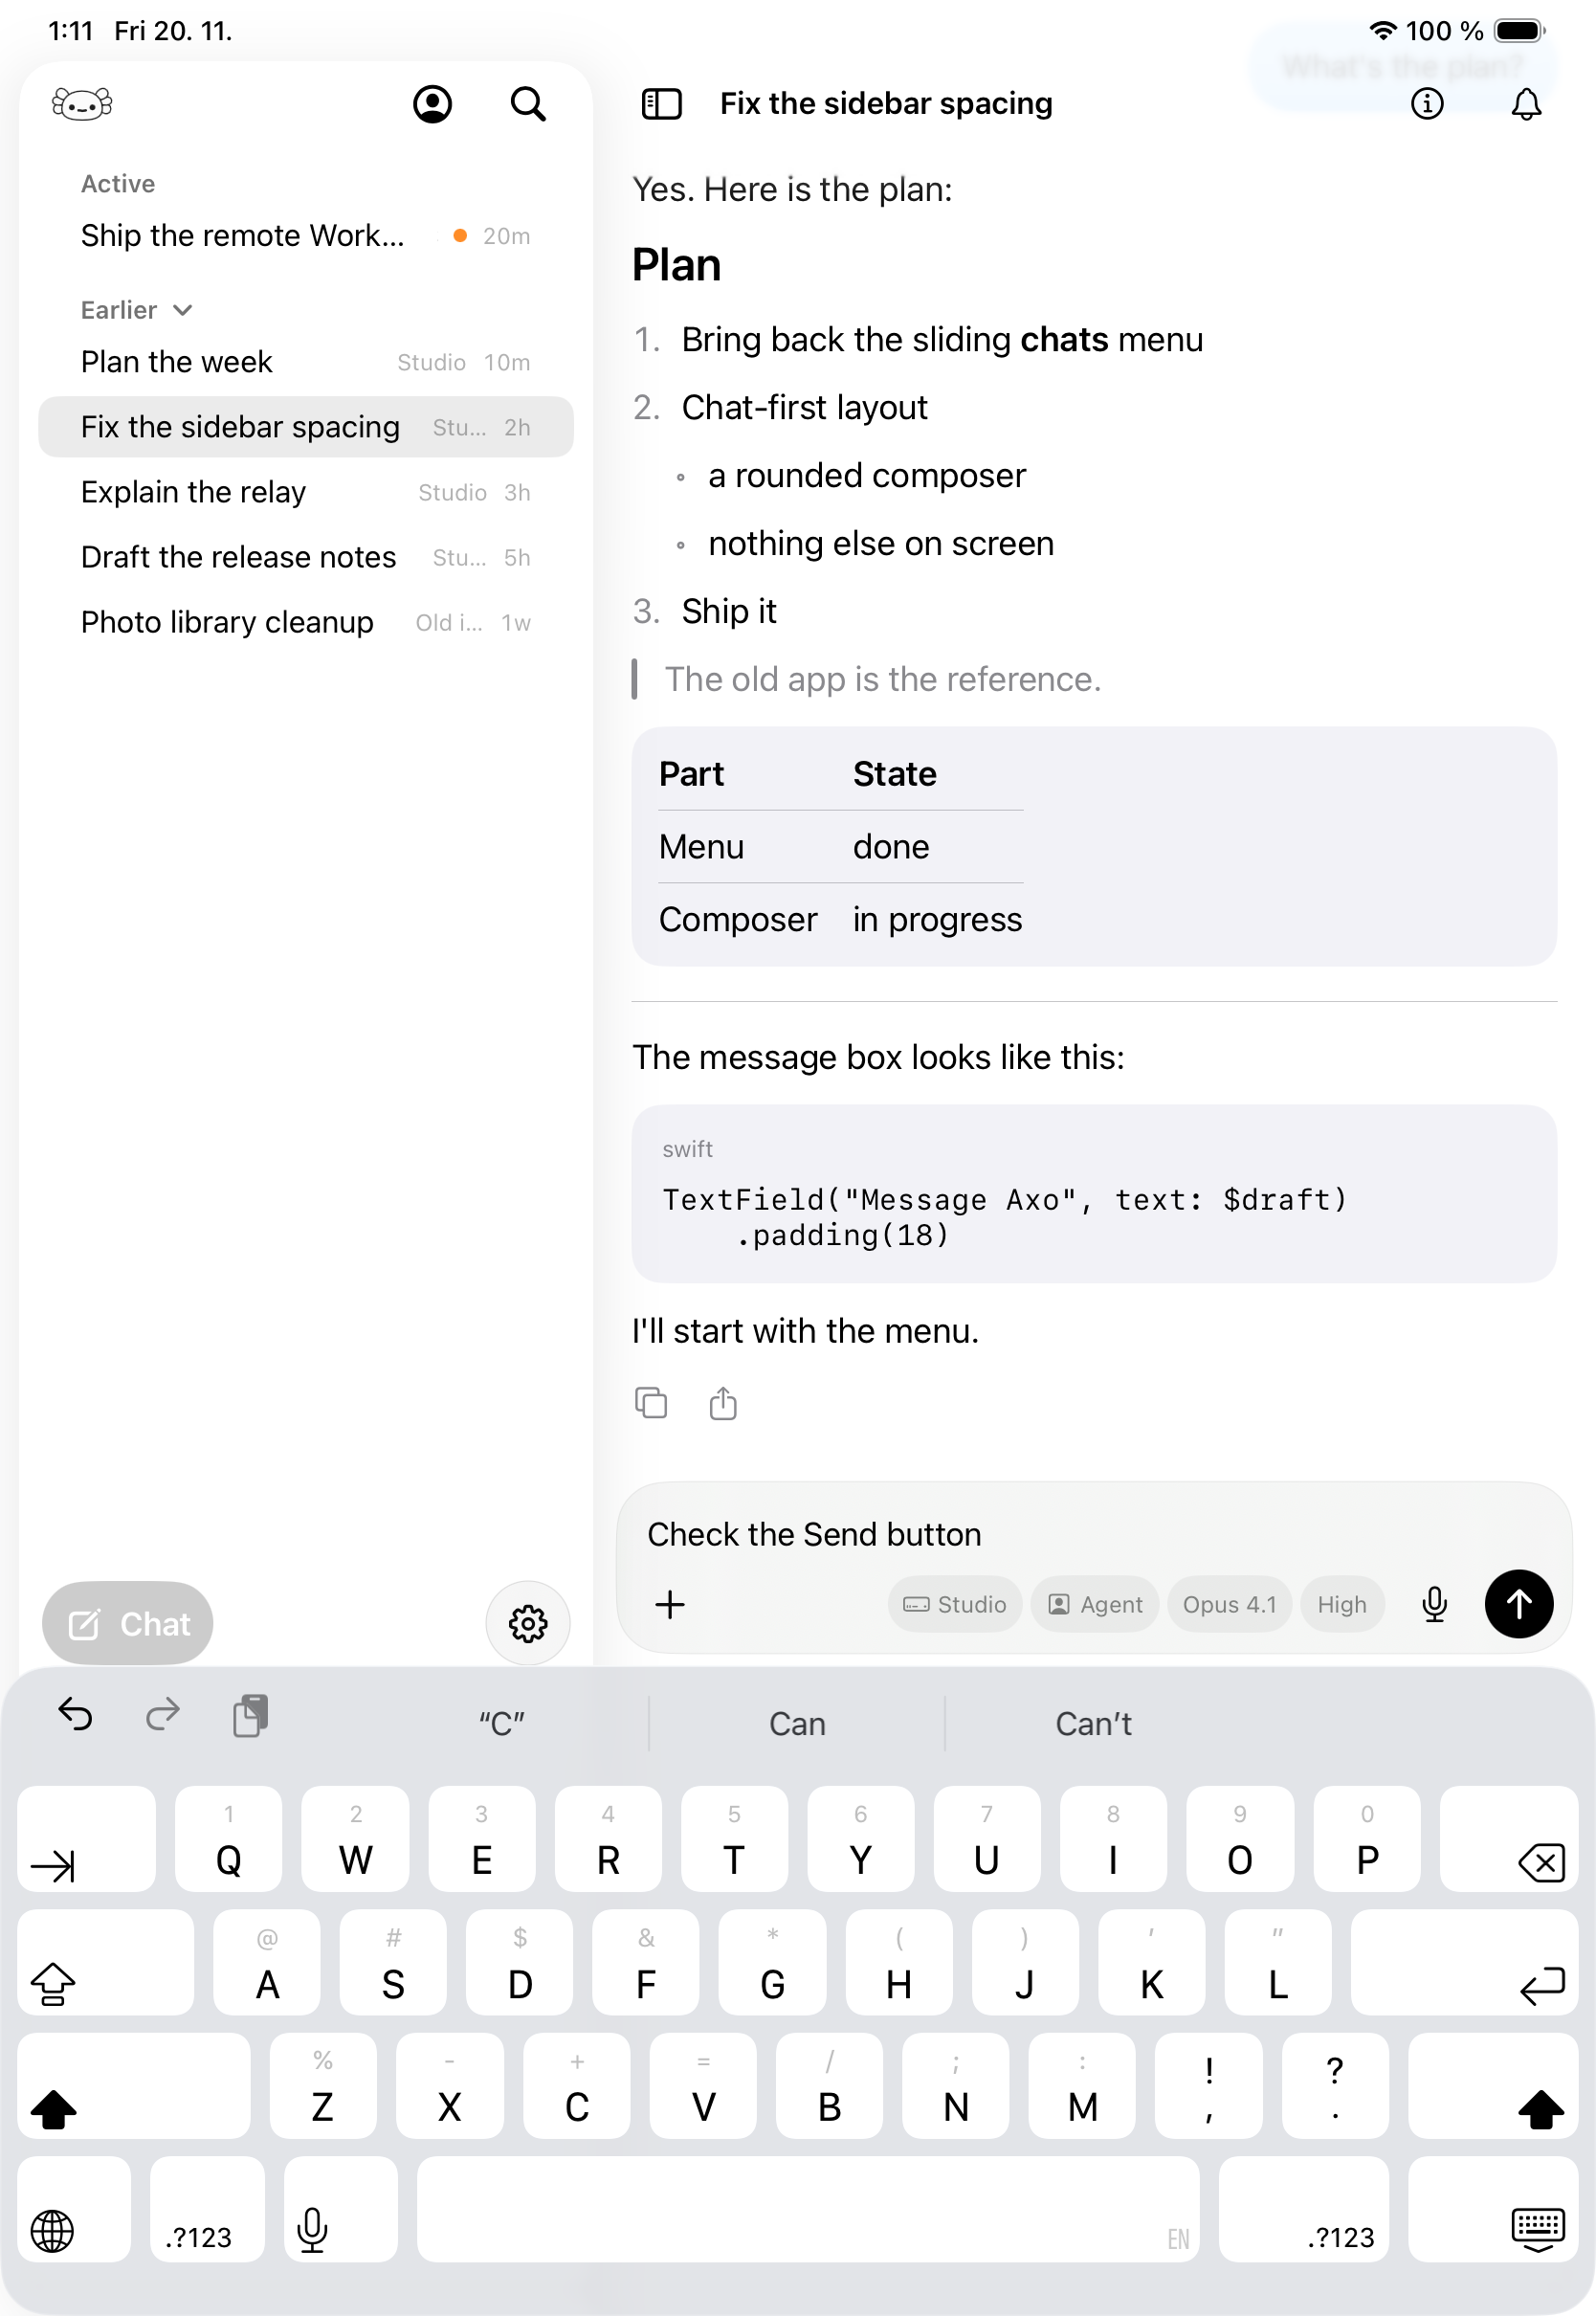 1:11 Fri 20. 11.
100 %
What's the plan?
Fix the sidebar spacing
Active
Ship the remote Work...
20m
Earlier
Plan the week Studio 10m
Fix the sidebar spacing Stu... 2h
Explain the relay Studio 3h
Draft the release notes Stu... 5h
Photo library cleanup Old i... 1w
Chat
Yes. Here is the plan:
Plan
1. Bring back the sliding chats menu
2. Chat-first layout
◦ a rounded composer
◦ nothing else on screen
3. Ship it
The old app is the reference.
Part State
Menu done
Composer in progress
The message box looks like this:
swift
TextField("Message Axo", text: $draft)
    .padding(18)
I'll start with the menu.
Check the Send button
Studio Agent Opus 4.1 High
“C” Can Can’t
1 2 3 4 5 6 7 8 9 0
Q W E R T Y U I O P
@ # $ & * ( ) ' "
A S D F G H J K L
% - + = / ; : ! ?
Z X C V B N M , .
.?123 EN .?123